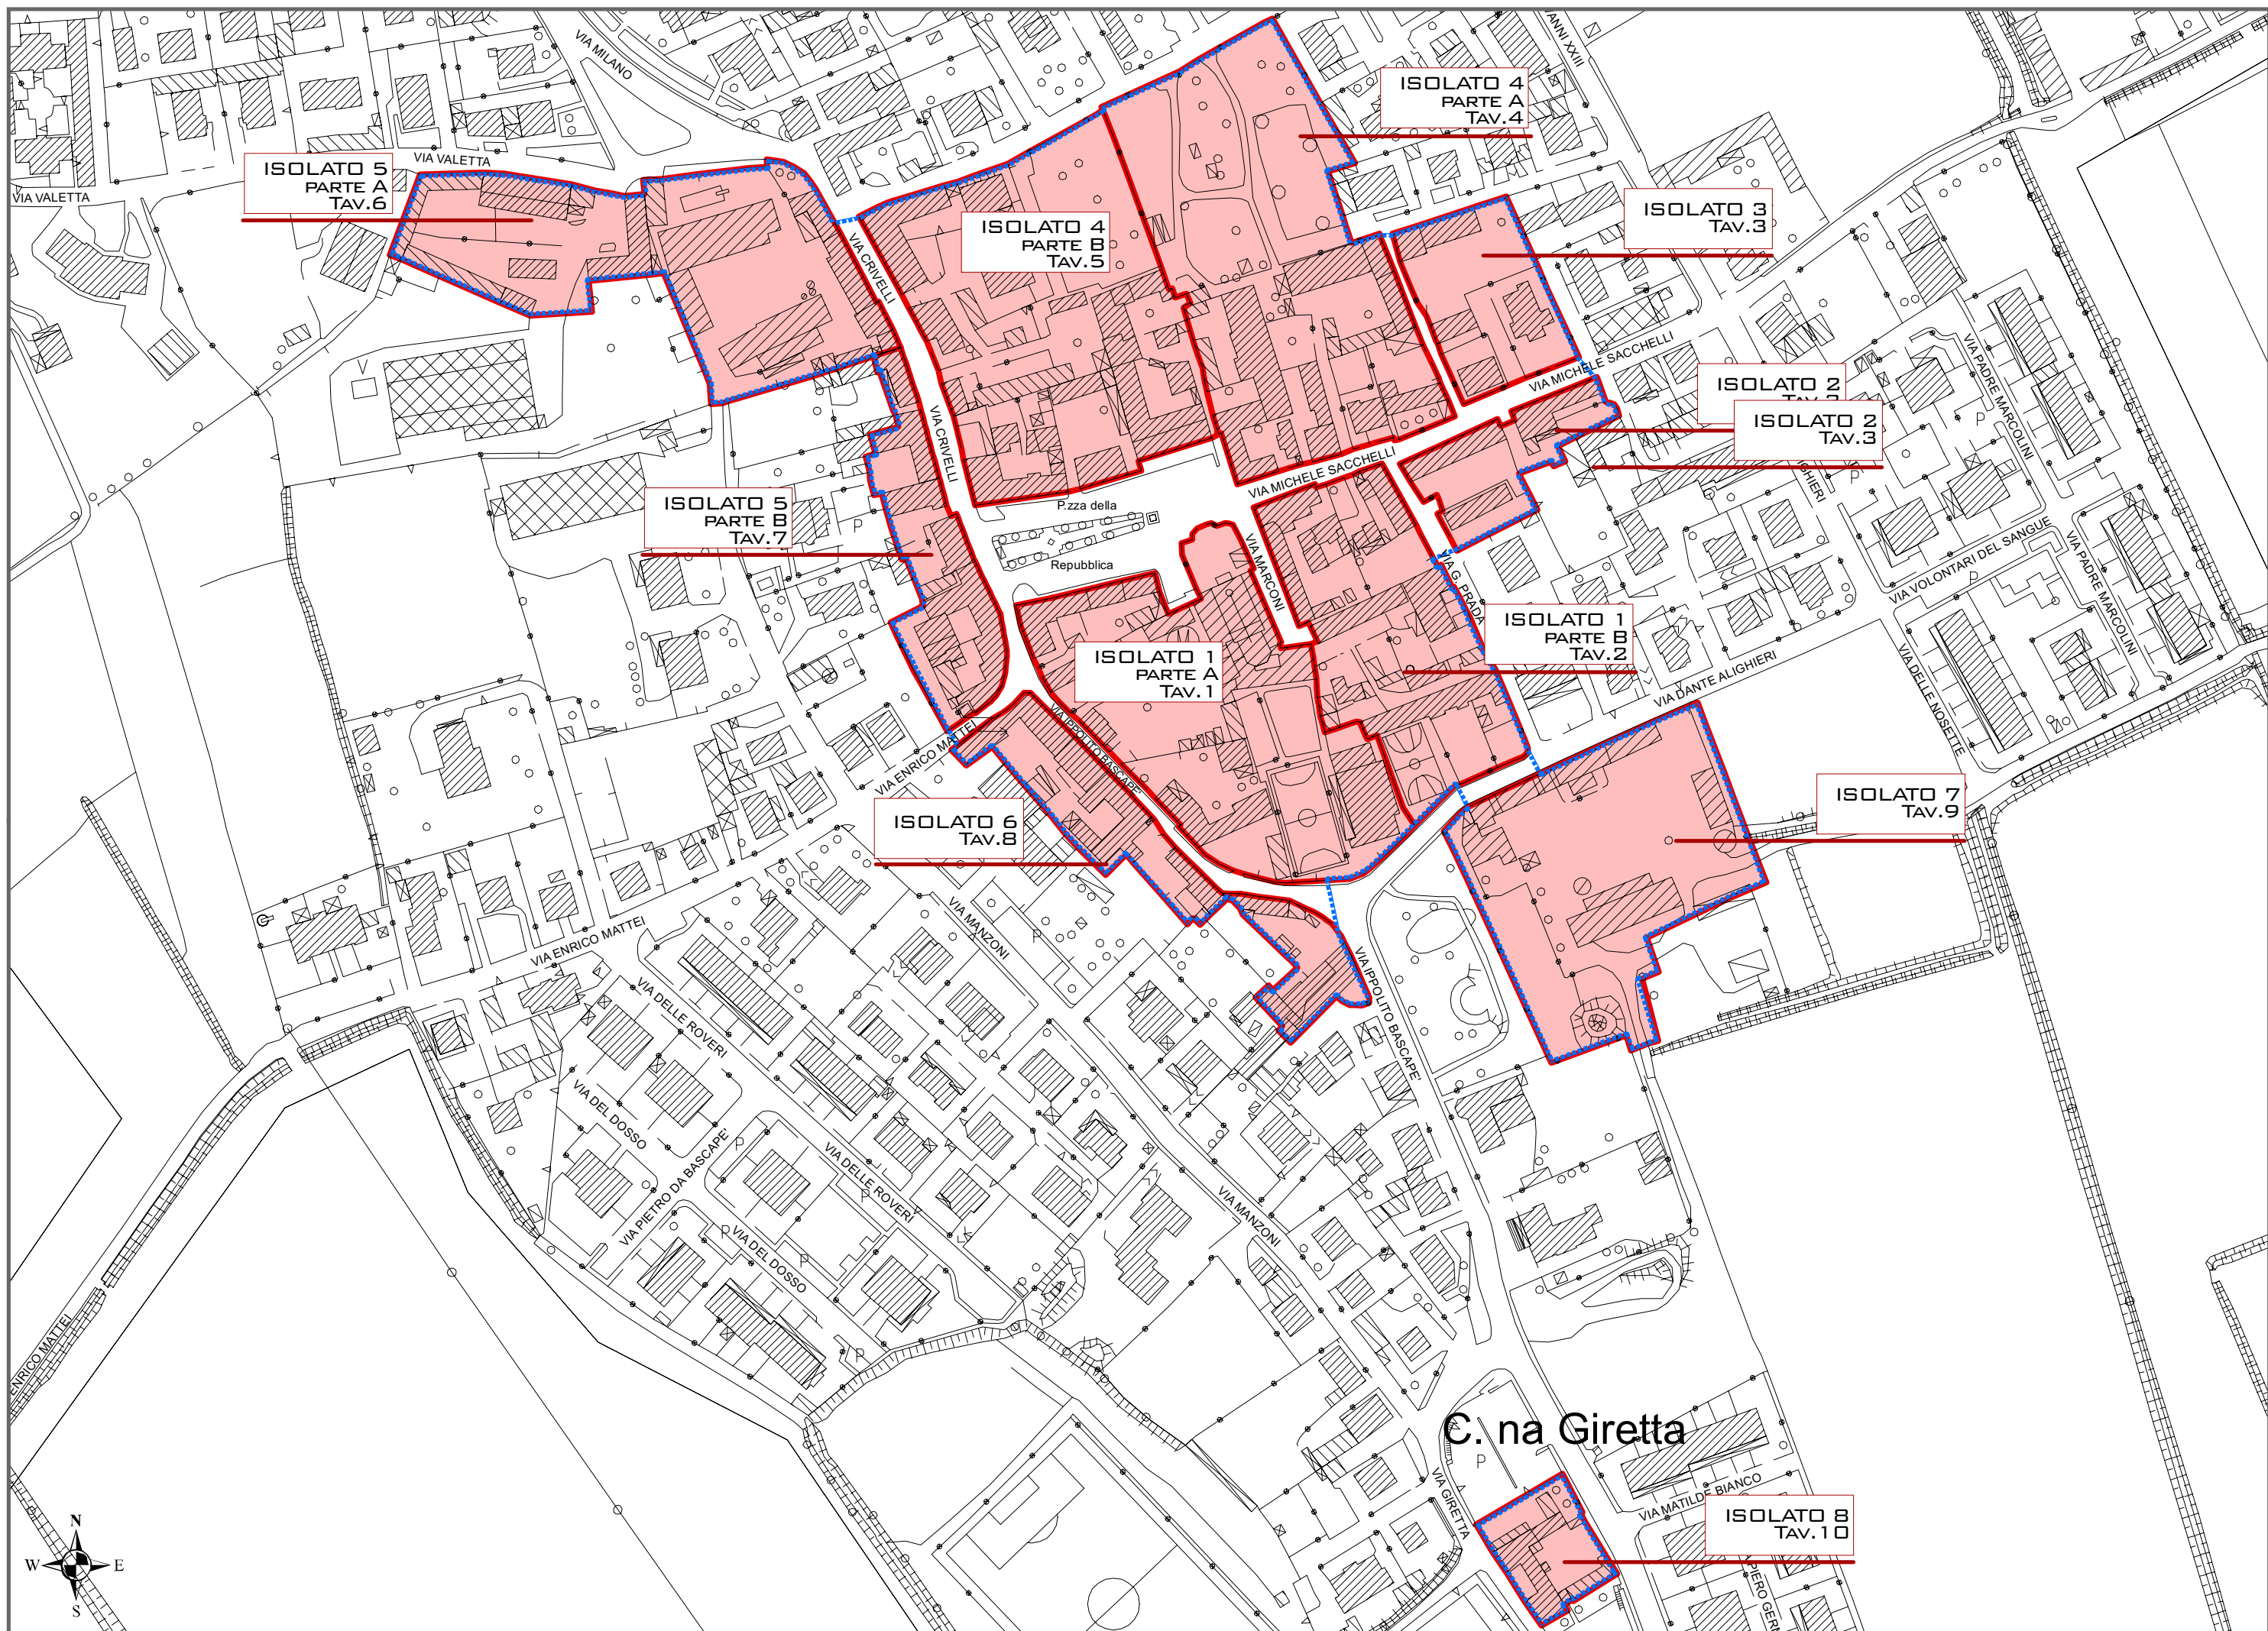 VIA MILANO
ISOLATO 4
PARTE A
TAV.4
VIA VALETTA
ISOLATO 5
PARTE A
TAV.6
VIA VALETTA
ISOLATO 3
TAV.3
ISOLATO 4
PARTE B
TAV.5
VIA CRIVELLI
VIA MICHELE SACCHELLI
VIA PADRE MARCOLINI
ISOLATO 2
ISOLATO 2
TAV.3
P
VIA CRIVELLI
VIA MICHELE SACCHELLI
P
ISOLATO 5
PARTE B
TAV.7
P
P.zza della
Repubblica
VIA MARCONI
VIA G. PRADA
VIA VOLONTARI DEL SANGUE
P
VIA PADRE MARCOLINI
ISOLATO 1
PARTE B
TAV.2
ISOLATO 1
PARTE A
TAV.1
VIA DANTE ALIGHIERI
VIA DELLE NOSETTE
VIA ENRICO MATTEI
VIA IPPOLITO BASCAPE'
ISOLATO 7
TAV.9
ISOLATO 6
TAV.8
VIA MANZONI
P
VIA ENRICO MATTEI
VIA DELLE ROVERI
VIA IPPOLITO BASCAPE'
VIA DEL DOSSO
P
VIA PIETRO DA BASCAPE'
VIA DELLE ROVERI
P
VIA MANZONI
P
VIA DEL DOSSO
P
P
ENRICO MATTEI
C. na Giretta
P
VIA GIRETTA
VIA MATILDE BIANCO
ISOLATO 8
TAV.10
N
W
E
S